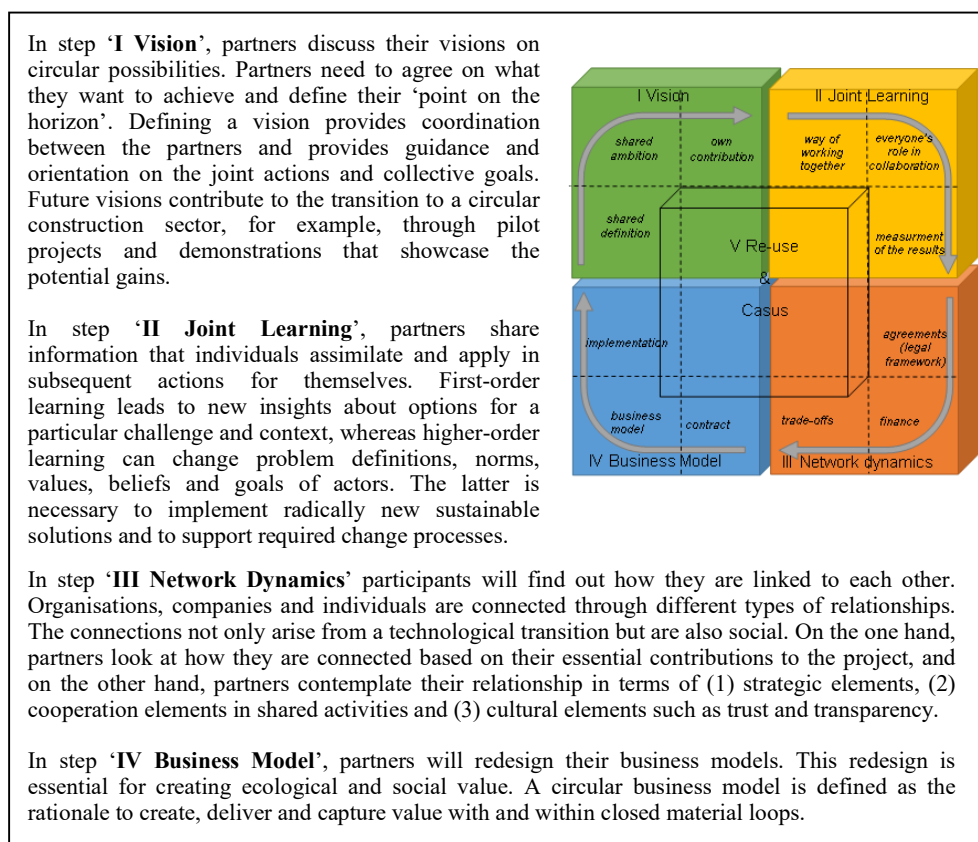 In step ‘I Vision’, partners discuss their visions on
circular possibilities. Partners need to agree on what
they want to achieve and define their ‘point on the
horizon’. Defining a vision provides coordination
between the partners and provides guidance and
orientation on the joint actions and collective goals.
Future visions contribute to the transition to a circular
construction sector, for example, through pilot
projects and demonstrations that showcase the
potential gains.
In step ‘II Joint Learning’, partners share
information that individuals assimilate and apply in
subsequent actions for themselves. First-order
learning leads to new insights about options for a
particular challenge and context, whereas higher-order
learning can change problem definitions, norms,
values, beliefs and goals of actors. The latter is
necessary to implement radically new sustainable
solutions and to support required change processes.
I Vision
shared
ambition
own
contribution
shared
definition
II Joint Learning
way of
working
together
everyone's
role in
collaboration
measurment
of the results
V Re-use
&
Casus
implementation
business
model
contract
IV Business Model
agreements
(legal
framework)
trade-offs
finance
III Network dynamics
In step ‘III Network Dynamics’ participants will find out how they are linked to each other.
Organisations, companies and individuals are connected through different types of relationships.
The connections not only arise from a technological transition but are also social. On the one hand,
partners look at how they are connected based on their essential contributions to the project, and
on the other hand, partners contemplate their relationship in terms of (1) strategic elements, (2)
cooperation elements in shared activities and (3) cultural elements such as trust and transparency.
In step ‘IV Business Model’, partners will redesign their business models. This redesign is
essential for creating ecological and social value. A circular business model is defined as the
rationale to create, deliver and capture value with and within closed material loops.